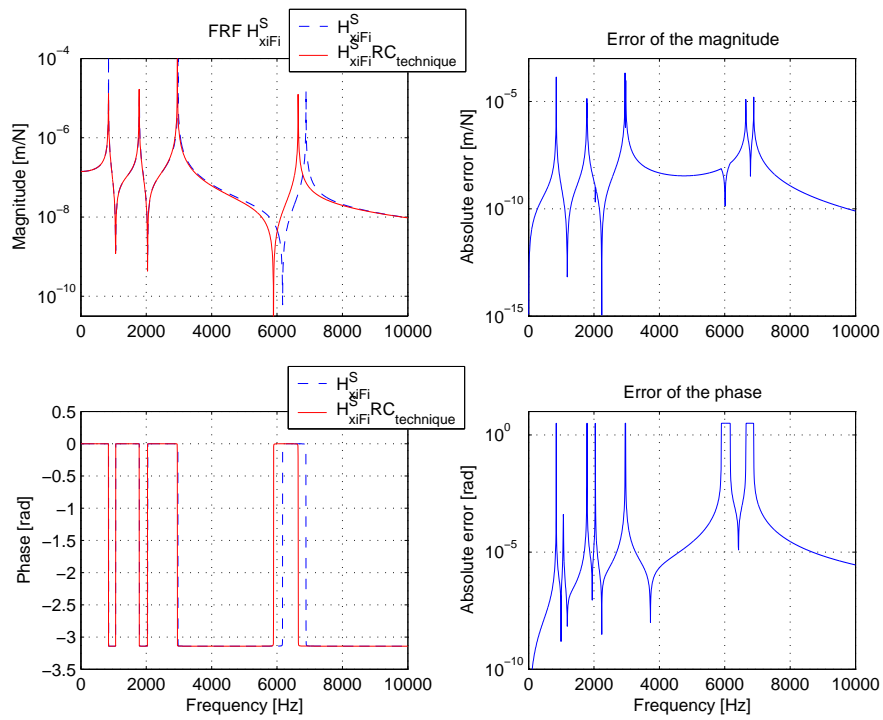 FRF H^S_xiFi
H^S_xiFi
H^S_xiFi RC_technique
Magnitude [m/N]
10^−4
10^−6
10^−8
10^−10
0 2000 4000 6000 8000 10000
Error of the magnitude
Absolute error [m/N]
10^−5
10^−10
10^−15
0 2000 4000 6000 8000 10000
H^S_xiFi
H^S_xiFi RC_technique
Phase [rad]
0.5
0
−0.5
−1
−1.5
−2
−2.5
−3
−3.5
0 2000 4000 6000 8000 10000
Frequency [Hz]
Error of the phase
Absolute error [rad]
10^0
10^−5
10^−10
0 2000 4000 6000 8000 10000
Frequency [Hz]